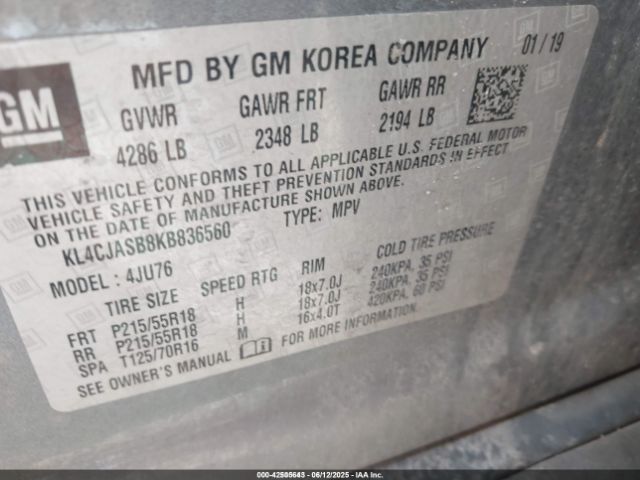 GM
MFD BY GM KOREA COMPANY 01/19
GVWR GAWR FRT GAWR RR
4286 LB 2348 LB 2194 LB
THIS VEHICLE CONFORMS TO ALL APPLICABLE U.S. FEDERAL MOTOR
VEHICLE SAFETY AND THEFT PREVENTION STANDARDS IN EFFECT
ON THE DATE OF MANUFACTURE SHOWN ABOVE.
KL4CJASB8KB836560 TYPE: MPV
MODEL: 4JU76
TIRE SIZE SPEED RTG RIM COLD TIRE PRESSURE
FRT P215/55R18 H 18x7.0J 240KPA, 35 PSI
RR P215/55R18 H 18x7.0J 240KPA, 35 PSI
SPA T125/70R16 M 16x4.0T 420KPA, 60 PSI
SEE OWNER'S MANUAL FOR MORE INFORMATION.
000-42505643 - 06/12/2025 - IAAI.com